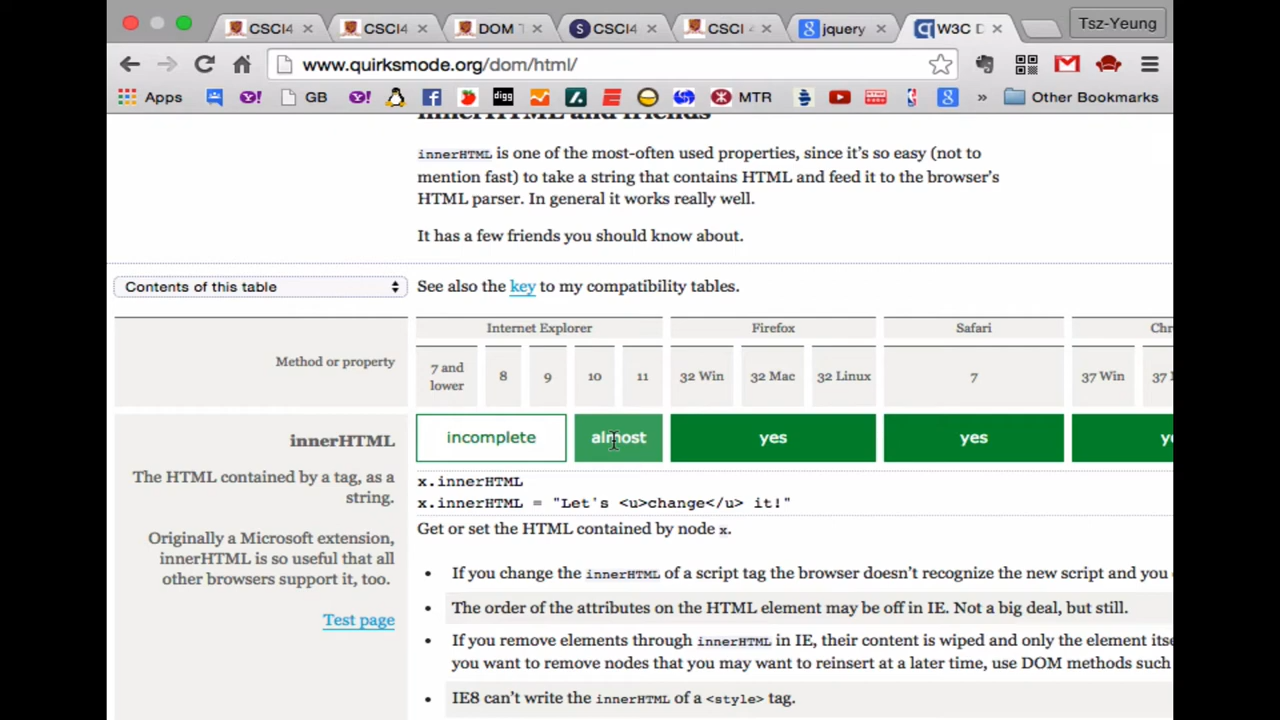 CSCI4
CSCI4
DOM T
CSCI4
CSCI 4
jquery
W3C D
Tsz-Yeung
www.quirksmode.org/dom/html/
Apps
Y!
GB
Y!
digg
MTR
»
Other Bookmarks
innerHTML and friends
innerHTML is one of the most-often used properties, since it's so easy (not to
mention fast) to take a string that contains HTML and feed it to the browser's
HTML parser. In general it works really well.
It has a few friends you should know about.
Contents of this table
See also the key to my compatibility tables.
Internet Explorer
Firefox
Safari
Chr
Method or property
7 and
lower
8
9
10
11
32 Win
32 Mac
32 Linux
7
37 Win
37
innerHTML
incomplete
almost
yes
yes
ye
The HTML contained by a tag, as a
string.
Originally a Microsoft extension,
innerHTML is so useful that all
other browsers support it, too.
Test page
x.innerHTML
x.innerHTML = "Let's <u>change</u> it!"
Get or set the HTML contained by node x.
• If you change the innerHTML of a script tag the browser doesn't recognize the new script and you
• The order of the attributes on the HTML element may be off in IE. Not a big deal, but still.
• If you remove elements through innerHTML in IE, their content is wiped and only the element itse
you want to remove nodes that you may want to reinsert at a later time, use DOM methods such
• IE8 can't write the innerHTML of a <style> tag.